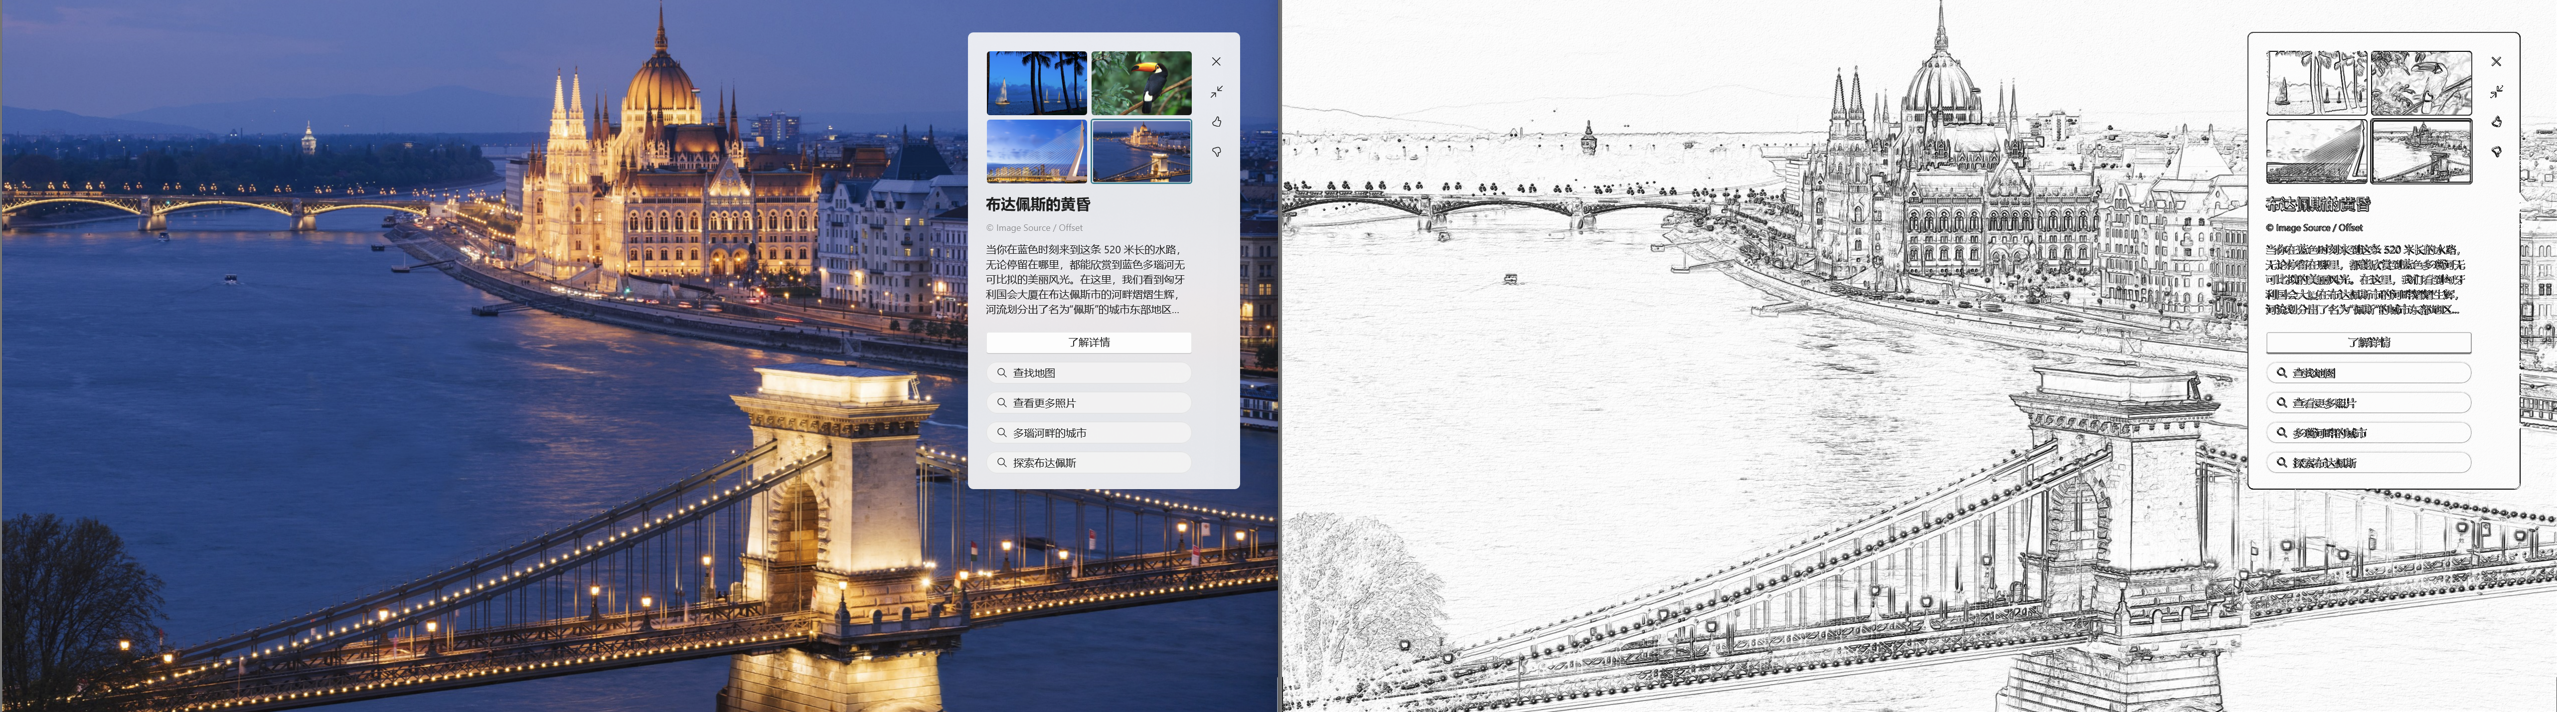 布达佩斯的黄昏
© Image Source / Offset
当你在蓝色时刻来到这条 520 米长的水路，
无论停留在哪里，都能欣赏到蓝色多瑙河无
可比拟的美丽风光。在这里，我们看到匈牙
利国会大厦在布达佩斯市的河畔熠熠生辉，
河流划分出了名为“佩斯”的城市东部地区...
了解详情
查找地图
查看更多照片
多瑙河畔的城市
探索布达佩斯
布达佩斯的黄昏
© Image Source / Offset
当你在蓝色时刻来到这条 520 米长的水路，
无论停留在哪里，都能欣赏到蓝色多瑙河无
可比拟的美丽风光。在这里，我们看到匈牙
利国会大厦在布达佩斯市的河畔熠熠生辉，
河流划分出了名为“佩斯”的城市东部地区...
了解详情
查找地图
查看更多照片
多瑙河畔的城市
探索布达佩斯